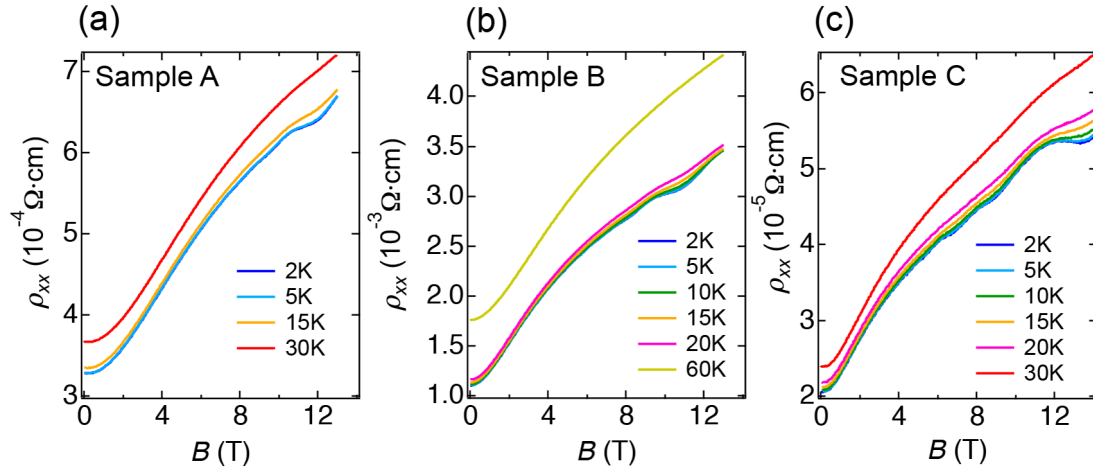 (a)
Sample A
ρxx (10⁻⁴ Ω·cm)
7
6
5
4
3
2K
5K
15K
30K
0
4
8
12
B (T)
(b)
Sample B
ρxx (10⁻³ Ω·cm)
4.0
3.5
3.0
2.5
2.0
1.5
1.0
2K
5K
10K
15K
20K
60K
0
4
8
12
B (T)
(c)
Sample C
ρxx (10⁻⁵ Ω·cm)
6
5
4
3
2
2K
5K
10K
15K
20K
30K
0
4
8
12
B (T)